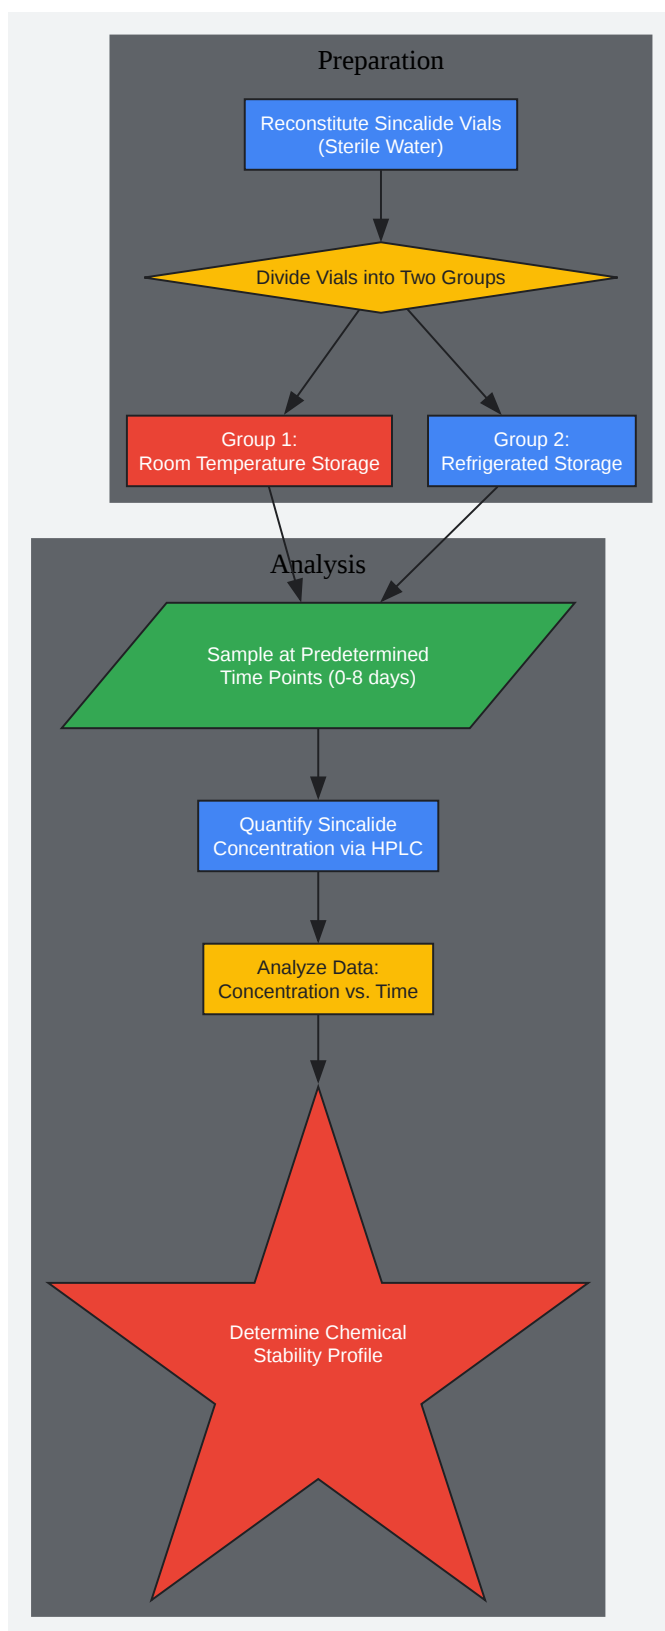 Preparation
Reconstitute Sincalide Vials
(Sterile Water)
Divide Vials into Two Groups
Group 1:
Room Temperature Storage
Group 2:
Refrigerated Storage
Analysis
Sample at Predetermined
Time Points (0-8 days)
Quantify Sincalide
Concentration via HPLC
Analyze Data:
Concentration vs. Time
Determine Chemical
Stability Profile